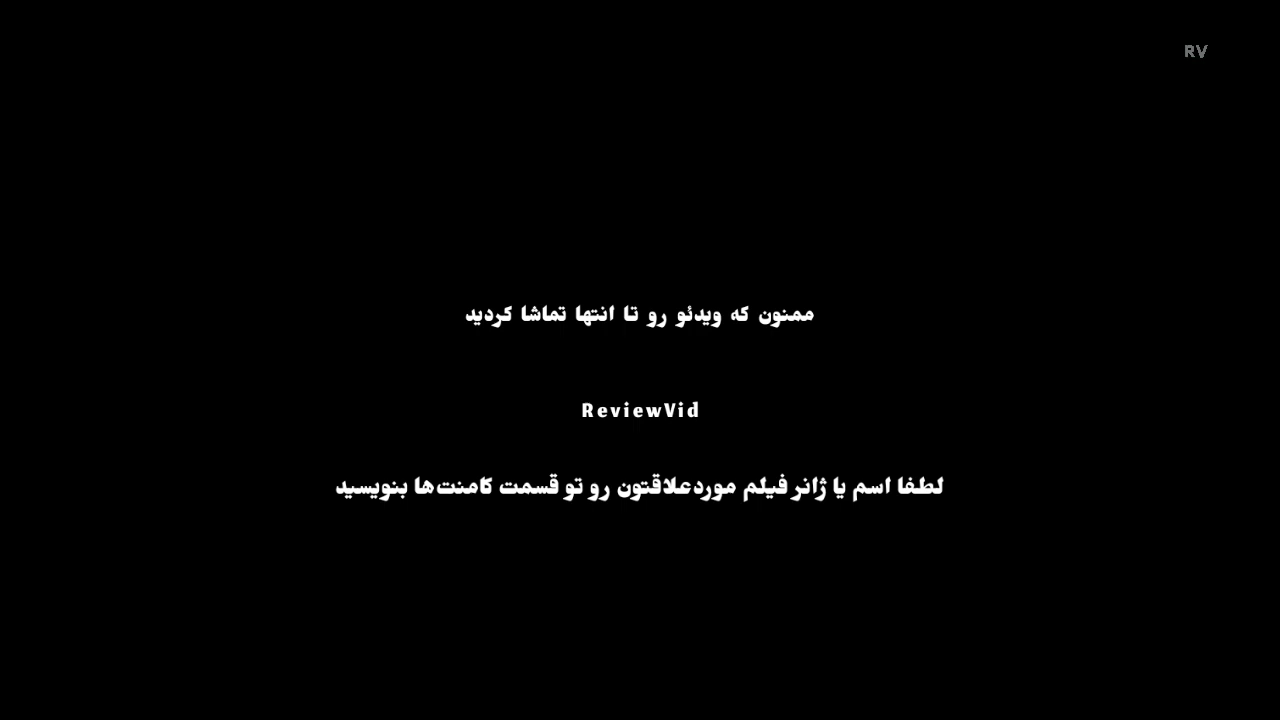 RV
ممنون که ویدئو رو تا انتها تماشا کردید
ReviewVid
لطفا اسم یا ژانر فیلم موردعلاقتون رو تو قسمت کامنت‌ها بنویسید